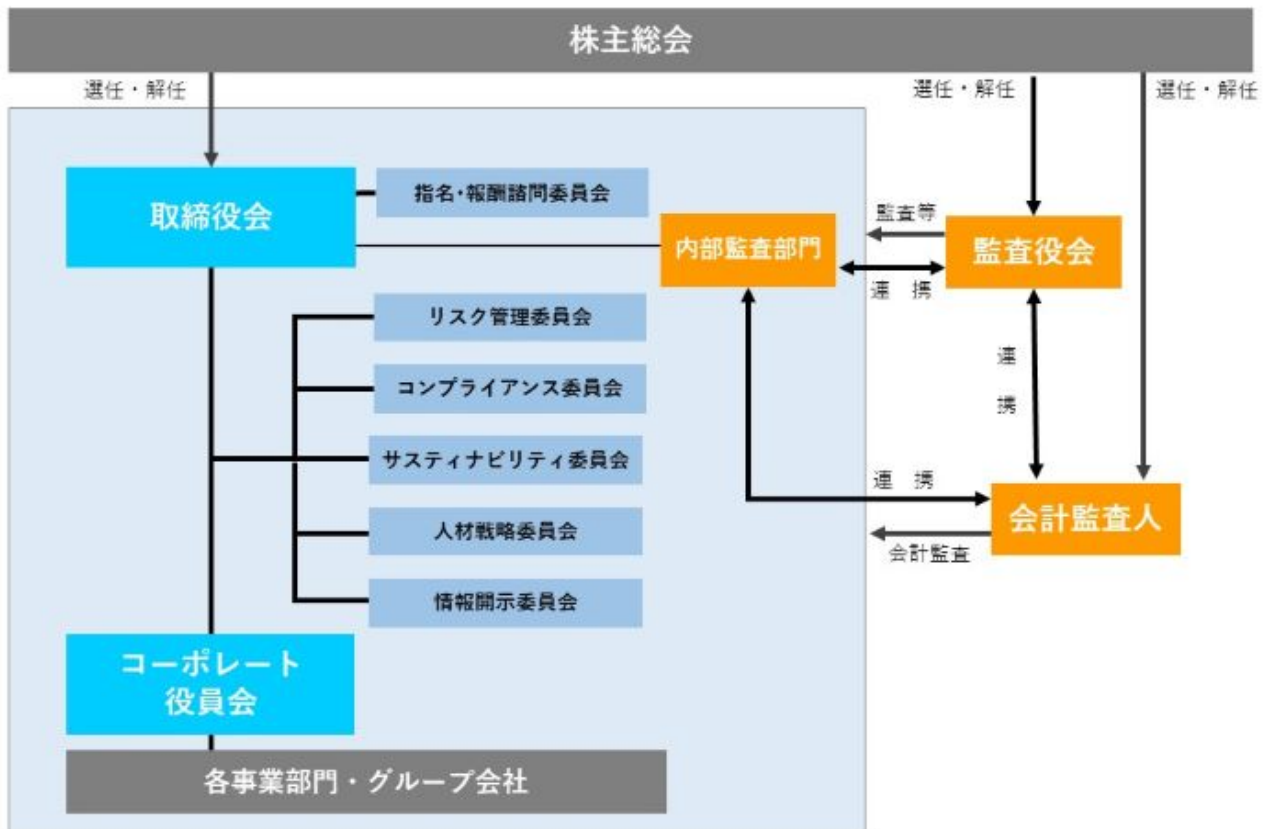 株主総会
選任・解任
選任・解任
選任・解任
取締役会
指名・報酬諮問委員会
内部監査部門
監査等
監査役会
連 携
リスク管理委員会
コンプライアンス委員会
連
携
サスティナビリティ委員会
連 携
会計監査人
人材戦略委員会
会計監査
情報開示委員会
コーポレート
役員会
各事業部門・グループ会社